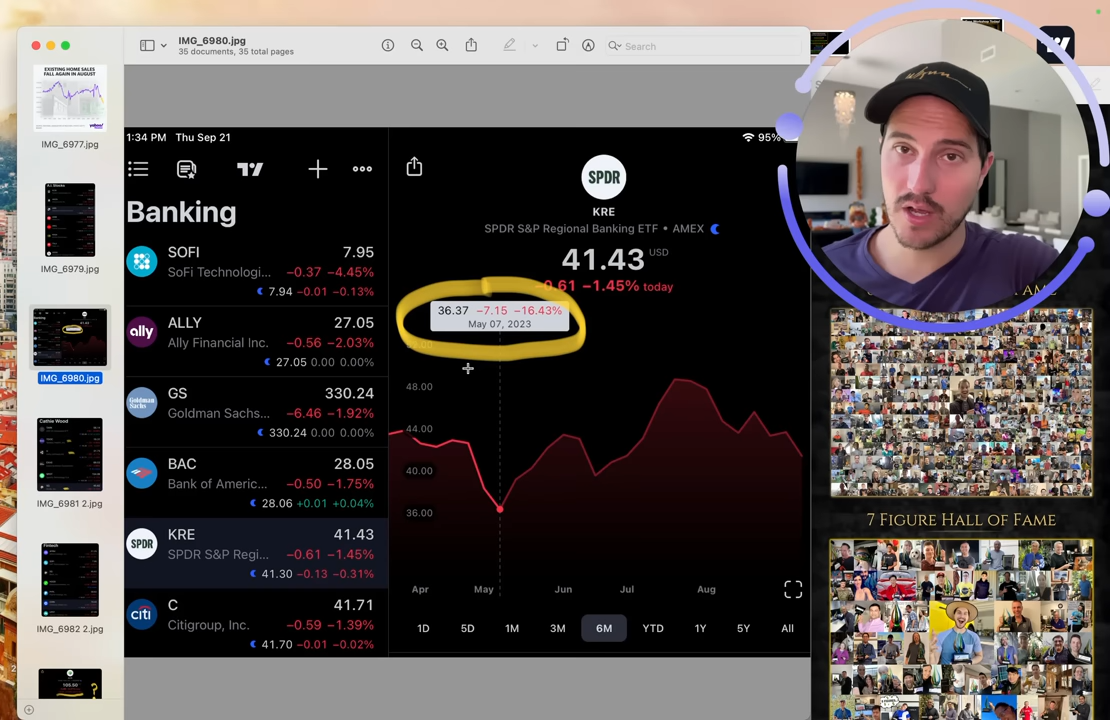 IMG_6980.jpg
35 documents, 35 total pages
Search
EXISTING HOME SALES
FALL AGAIN IN AUGUST
IMG_6977.jpg
IMG_6979.jpg
IMG_6980.jpg
Cathie Wood
IMG_6981 2.jpg
Fintech
IMG_6982 2.jpg
1:34 PM Thu Sep 21
95%
Banking
SOFI 7.95
SoFi Technologi... −0.37 −4.45%
7.94 −0.01 −0.13%
ally
ALLY 27.05
Ally Financial Inc. −0.56 −2.03%
27.05 0.00 0.00%
Goldman
Sachs
GS 330.24
Goldman Sachs... −6.46 −1.92%
330.24 0.00 0.00%
BAC 28.05
Bank of Americ... −0.50 −1.75%
28.06 +0.01 +0.04%
SPDR
KRE 41.43
SPDR S&P Regi... −0.61 −1.45%
41.30 −0.13 −0.31%
citi
C 41.71
Citigroup, Inc. −0.59 −1.39%
41.70 −0.01 −0.02%
SPDR
KRE
SPDR S&P Regional Banking ETF • AMEX
41.43 USD
−0.61 −1.45% today
36.37 −7.15 −16.43%
May 07, 2023
48.00
44.00
40.00
36.00
Apr May Jun Jul Aug
1D 5D 1M 3M 6M YTD 1Y 5Y All
7 FIGURE HALL OF FAME